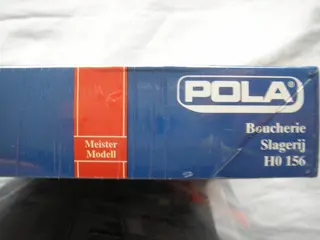 POLA®
Meister
Modell
Boucherie
Slagerij
H0 156